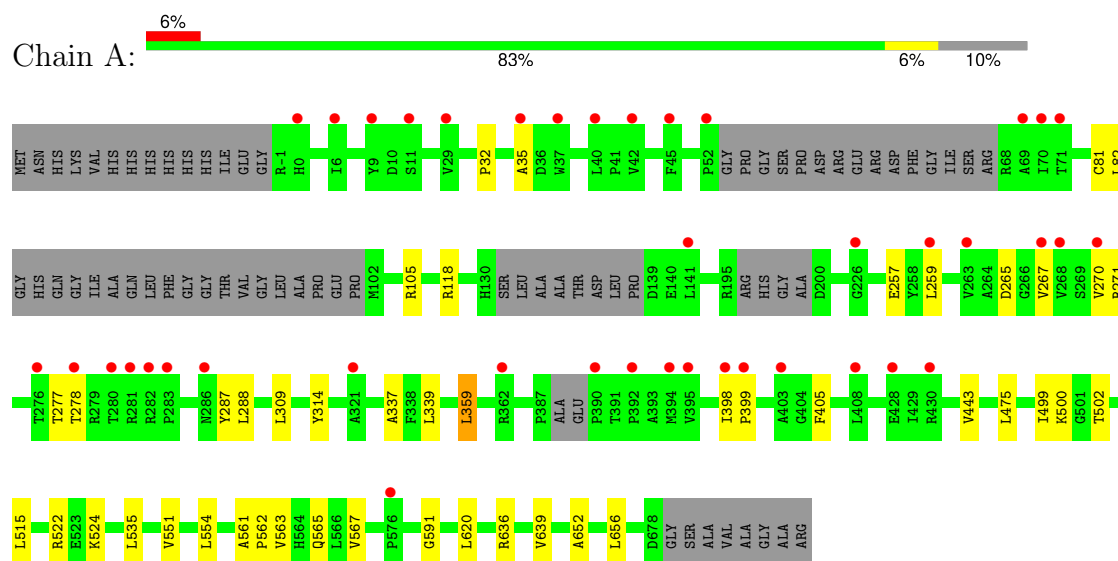 6%
Chain A:
83% 6% 10%
MET ASN HIS LYS VAL HIS HIS HIS HIS HIS HIS ILE GLU GLY R-1 H0 I6 Y9 D10 S11 V29 P32 A35 D36 W37 L40 P41 V42 F45 P52 GLY PRO GLY SER PRO ASP ARG GLU ARG ASP PHE GLY ILE SER ARG R68 A69 I70 T71 C81 L82
GLY HIS GLN GLY ILE ALA GLN LEU PHE GLY GLY THR VAL GLY LEU ALA PRO GLU PRO M102 R105 R118 H130 SER LEU ALA ALA THR ASP LEU PRO D139 E140 L141 R195 ARG HIS GLY ALA D200 G226 E257 Y258 L259 V263 A264 D265 G266 V267 V268 S269 V270
T276 T277 T278 R279 T280 R281 R282 P283 N286 Y287 L288 L309 Y314 A321 A337 F338 L339 L359 R362 P387 ALA GLU P390 T391 P392 A393 M394 V395 I398 P399 A403 G404 F405 L408 E428 I429 R430 V443 L475 I499 K500 G501 T502
L515 R522 E523 K524 L535 V551 L554 A561 P562 V563 H564 Q565 L566 V567 P576 G591 L620 R636 V639 A652 L656 D678 GLY SER ALA VAL ALA GLY ALA ARG